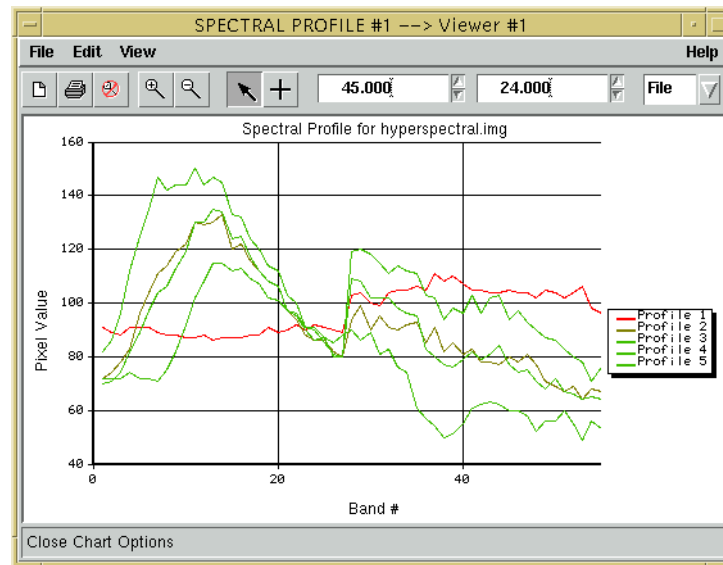 SPECTRAL PROFILE #1 --> Viewer #1
File Edit View Help
45.000 24.000 File
Spectral Profile for hyperspectral.img
160
140
120
100
80
60
40
0 20 40
Pixel Value
Band #
Profile 1
Profile 2
Profile 3
Profile 4
Profile 5
Close Chart Options